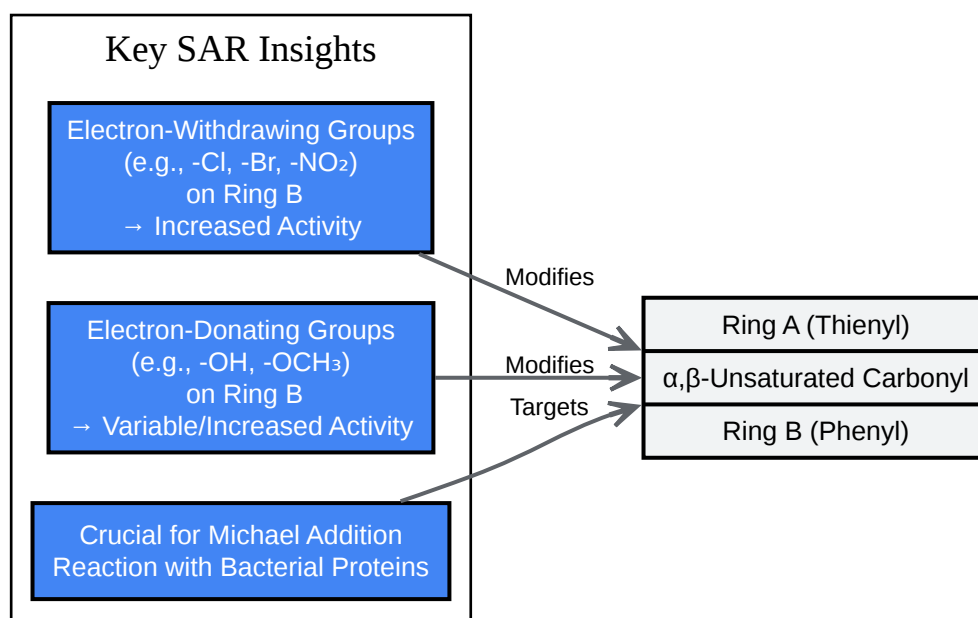 Key SAR Insights
Electron-Withdrawing Groups
(e.g., -Cl, -Br, -NO₂)
on Ring B
→ Increased Activity
Electron-Donating Groups
(e.g., -OH, -OCH₃)
on Ring B
→ Variable/Increased Activity
Crucial for Michael Addition
Reaction with Bacterial Proteins
Modifies
Modifies
Targets
Ring A (Thienyl)
α,β-Unsaturated Carbonyl
Ring B (Phenyl)